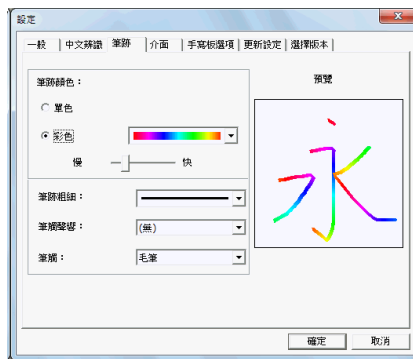 設定
一般 中文辨識 筆跡 介面 手寫板選項 更新設定 選擇版本
筆跡顏色：
單色
彩色
慢 快
筆跡粗細：
筆觸聲響： (無)
筆觸： 毛筆
預覽
永
確定 取消